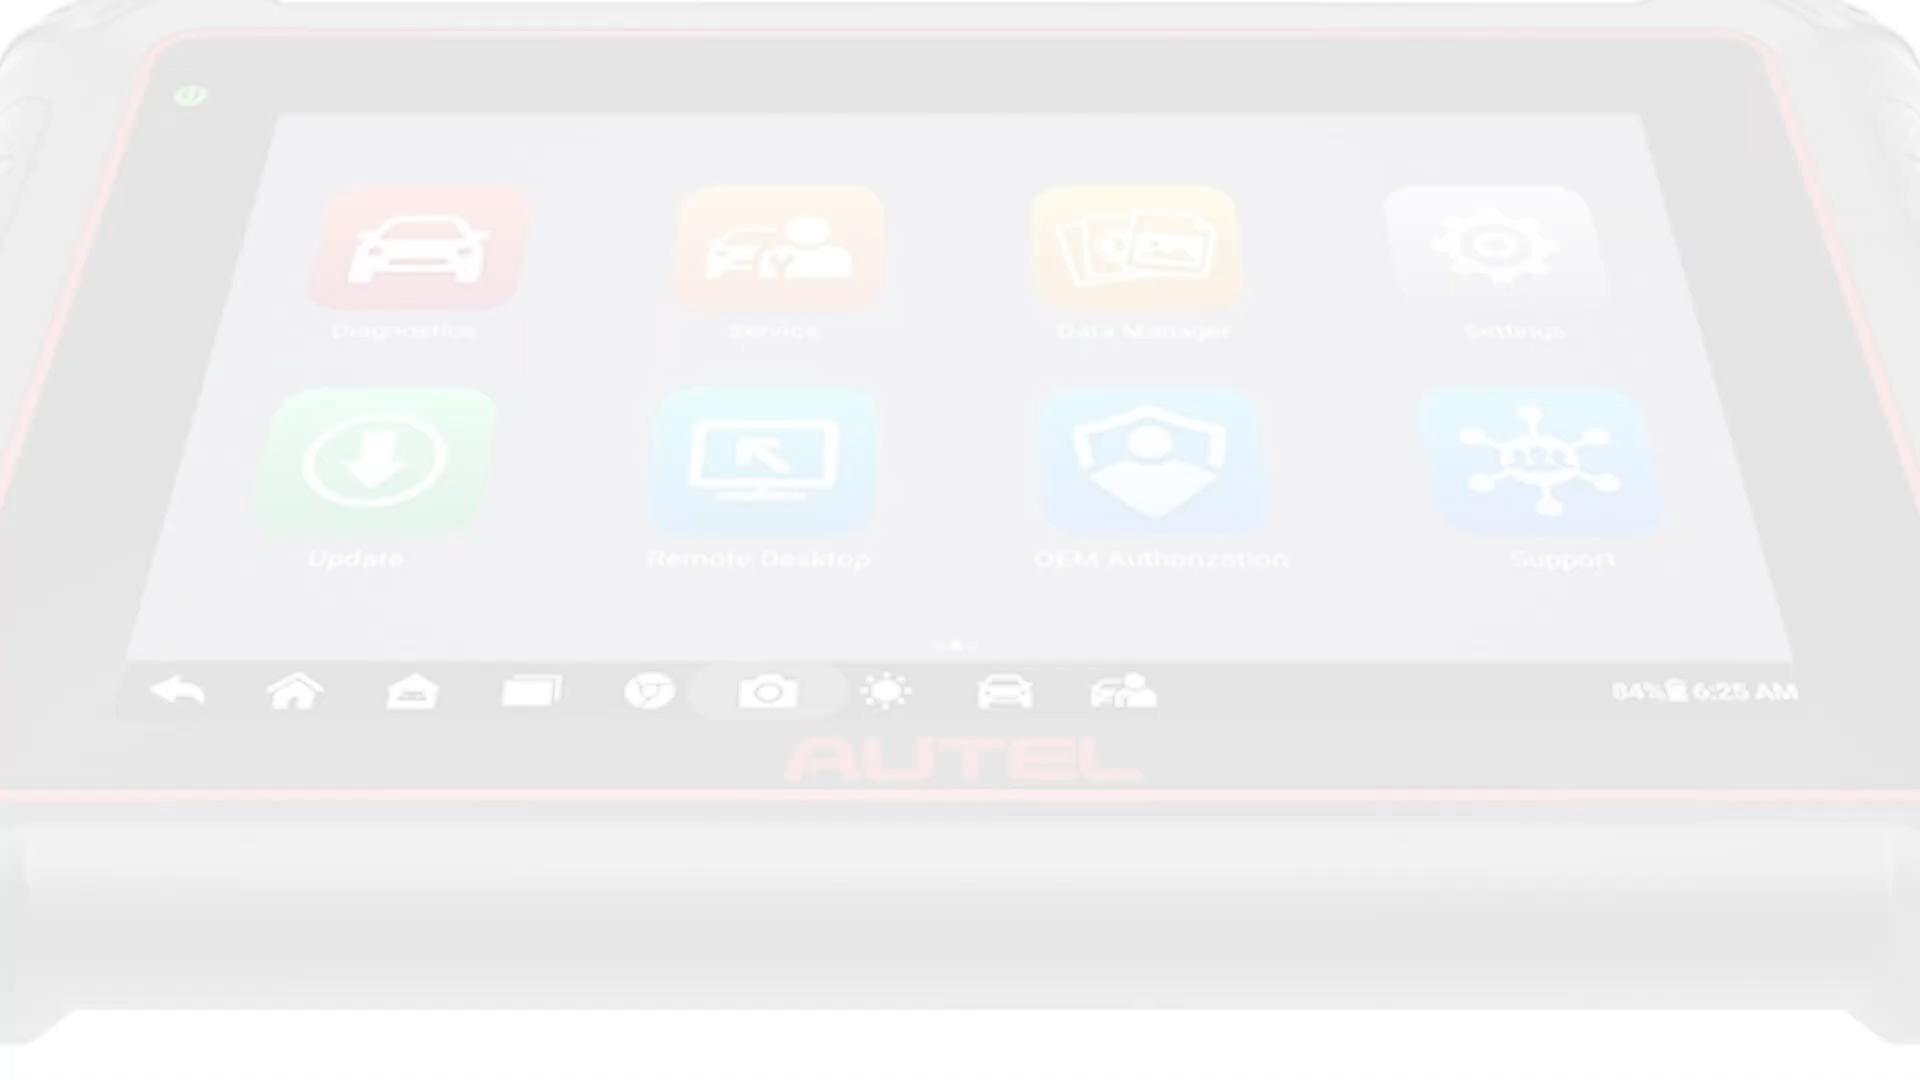 Diagnostics
Service
Data Manager
Settings
Update
Remote Desktop
OEM Authorization
Support
84% 6:25 AM
AUTEL